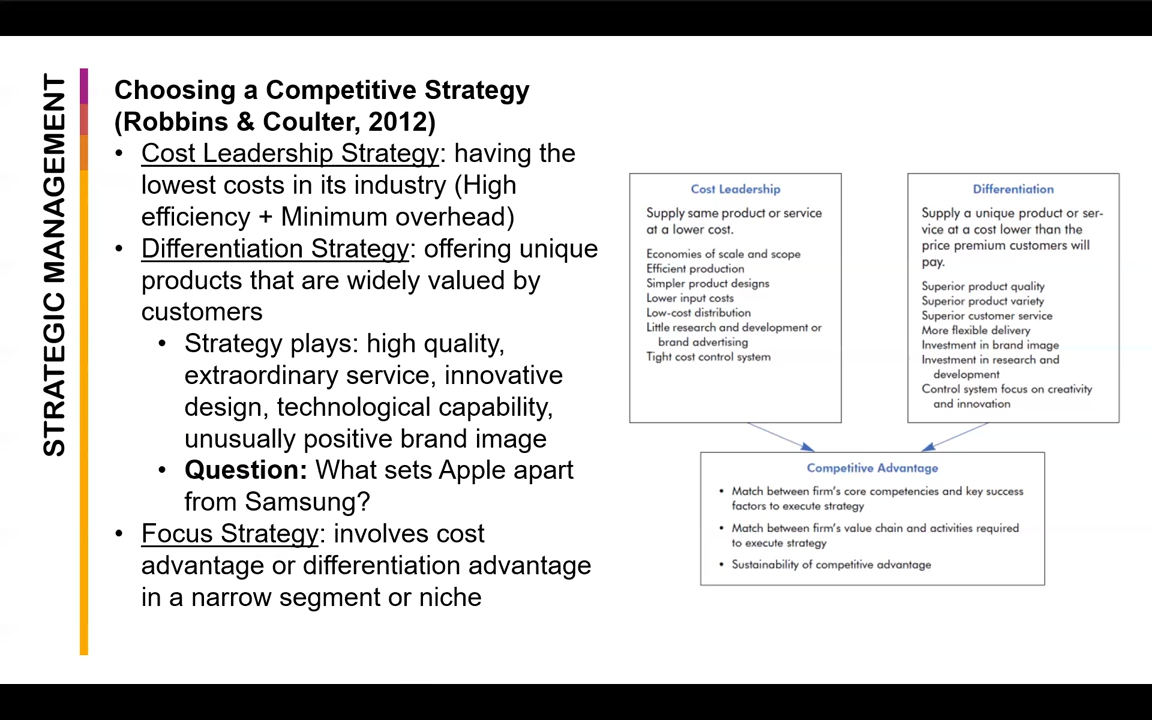 STRATEGIC MANAGEMENT
Choosing a Competitive Strategy
(Robbins & Coulter, 2012)
• Cost Leadership Strategy: having the
lowest costs in its industry (High
efficiency + Minimum overhead)
• Differentiation Strategy: offering unique
products that are widely valued by
customers
• Strategy plays: high quality,
extraordinary service, innovative
design, technological capability,
unusually positive brand image
• Question: What sets Apple apart
from Samsung?
• Focus Strategy: involves cost
advantage or differentiation advantage
in a narrow segment or niche
Cost Leadership
Supply same product or service
at a lower cost.
Economies of scale and scope
Efficient production
Simpler product designs
Lower input costs
Low-cost distribution
Little research and development or
brand advertising
Tight cost control system
Differentiation
Supply a unique product or ser-
vice at a cost lower than the
price premium customers will
pay.
Superior product quality
Superior product variety
Superior customer service
More flexible delivery
Investment in brand image
Investment in research and
development
Control system focus on creativity
and innovation
Competitive Advantage
• Match between firm's core competencies and key success
factors to execute strategy
• Match between firm's value chain and activities required
to execute strategy
• Sustainability of competitive advantage